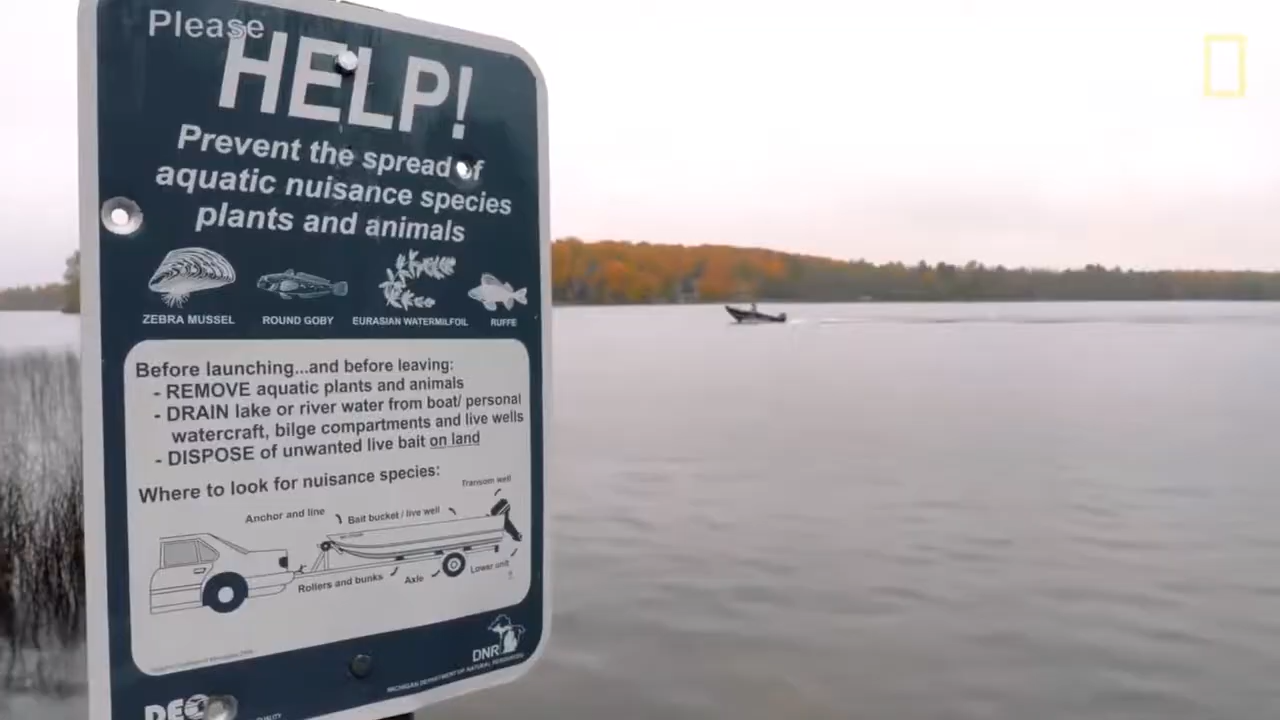 Please
HELP!
Prevent the spread of
aquatic nuisance species
plants and animals
ZEBRA MUSSEL ROUND GOBY EURASIAN WATERMILFOIL RUFFE
Before launching...and before leaving:
- REMOVE aquatic plants and animals
- DRAIN lake or river water from boat/ personal
watercraft, bilge compartments and live wells
- DISPOSE of unwanted live bait on land
Where to look for nuisance species:
Transom well
Anchor and line Bait bucket / live well
Rollers and bunks Axle Lower unit
DNR
MICHIGAN DEPARTMENT OF NATURAL RESOURCES
DEQ